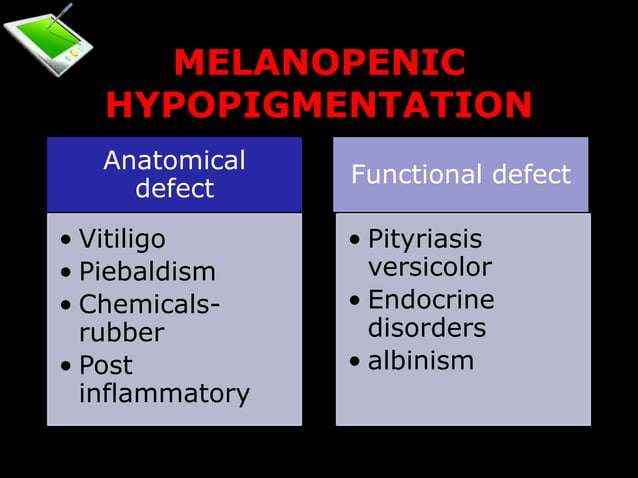 MELANOPENIC
HYPOPIGMENTATION
Anatomical
defect
• Vitiligo
• Piebaldism
• Chemicals-
rubber
• Post
inflammatory
Functional defect
• Pityriasis
versicolor
• Endocrine
disorders
• albinism